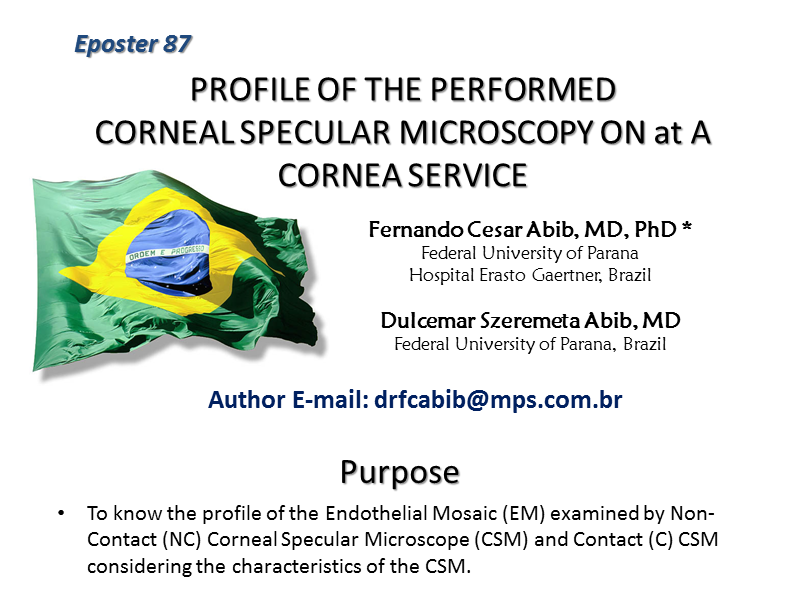 Eposter 87
PROFILE OF THE PERFORMED
CORNEAL SPECULAR MICROSCOPY ON at A
CORNEA SERVICE
ORDEM E PROGRESSO
Fernando Cesar Abib, MD, PhD *
Federal University of Parana
Hospital Erasto Gaertner, Brazil
Dulcemar Szeremeta Abib, MD
Federal University of Parana, Brazil
Author E-mail: drfcabib@mps.com.br
Purpose
• To know the profile of the Endothelial Mosaic (EM) examined by Non-
Contact (NC) Corneal Specular Microscope (CSM) and Contact (C) CSM
considering the characteristics of the CSM.